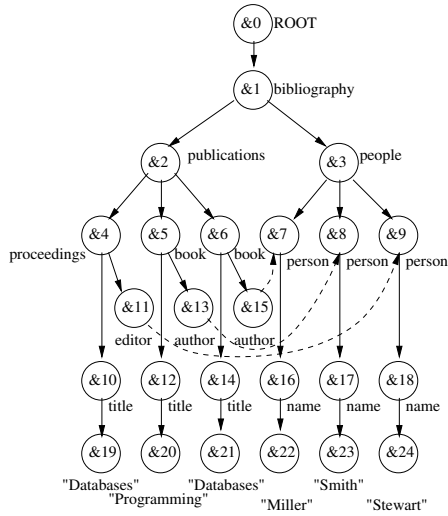 &0 ROOT
&1 bibliography
&2 publications &3 people
&4 &5 &6 &7 &8 &9
proceedings book book person person person
&11 &13 &15
editor author author
&10 &12 &14 &16 &17 &18
title title title name name name
&19 &20 &21 &22 &23 &24
"Databases" "Databases" "Smith"
"Programming" "Miller" "Stewart"